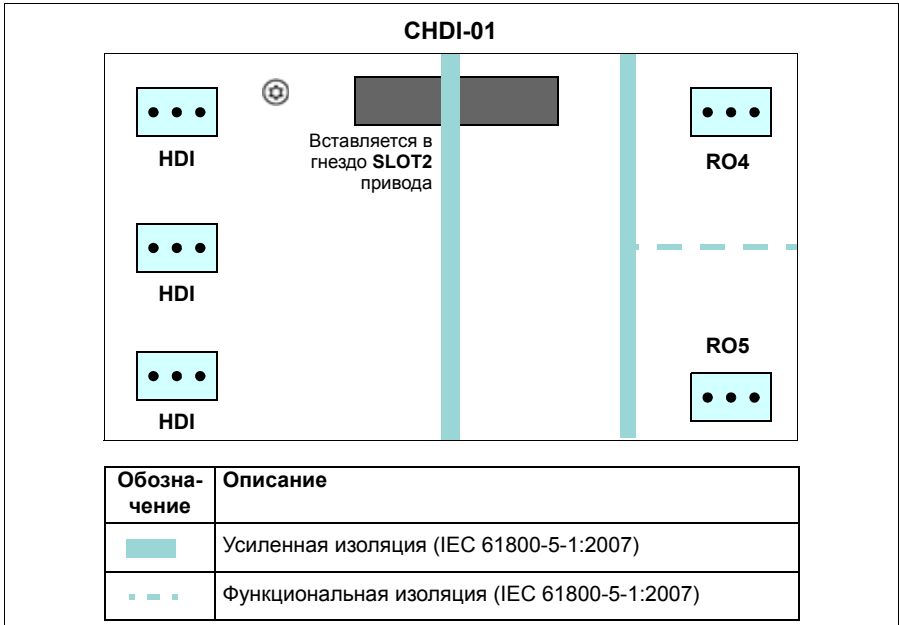 CHDI-01
HDI
Вставляется в
гнездо SLOT2
привода
RO4
HDI
RO5
HDI
Обозна-
чение
Описание
Усиленная изоляция (IEC 61800-5-1:2007)
Функциональная изоляция (IEC 61800-5-1:2007)